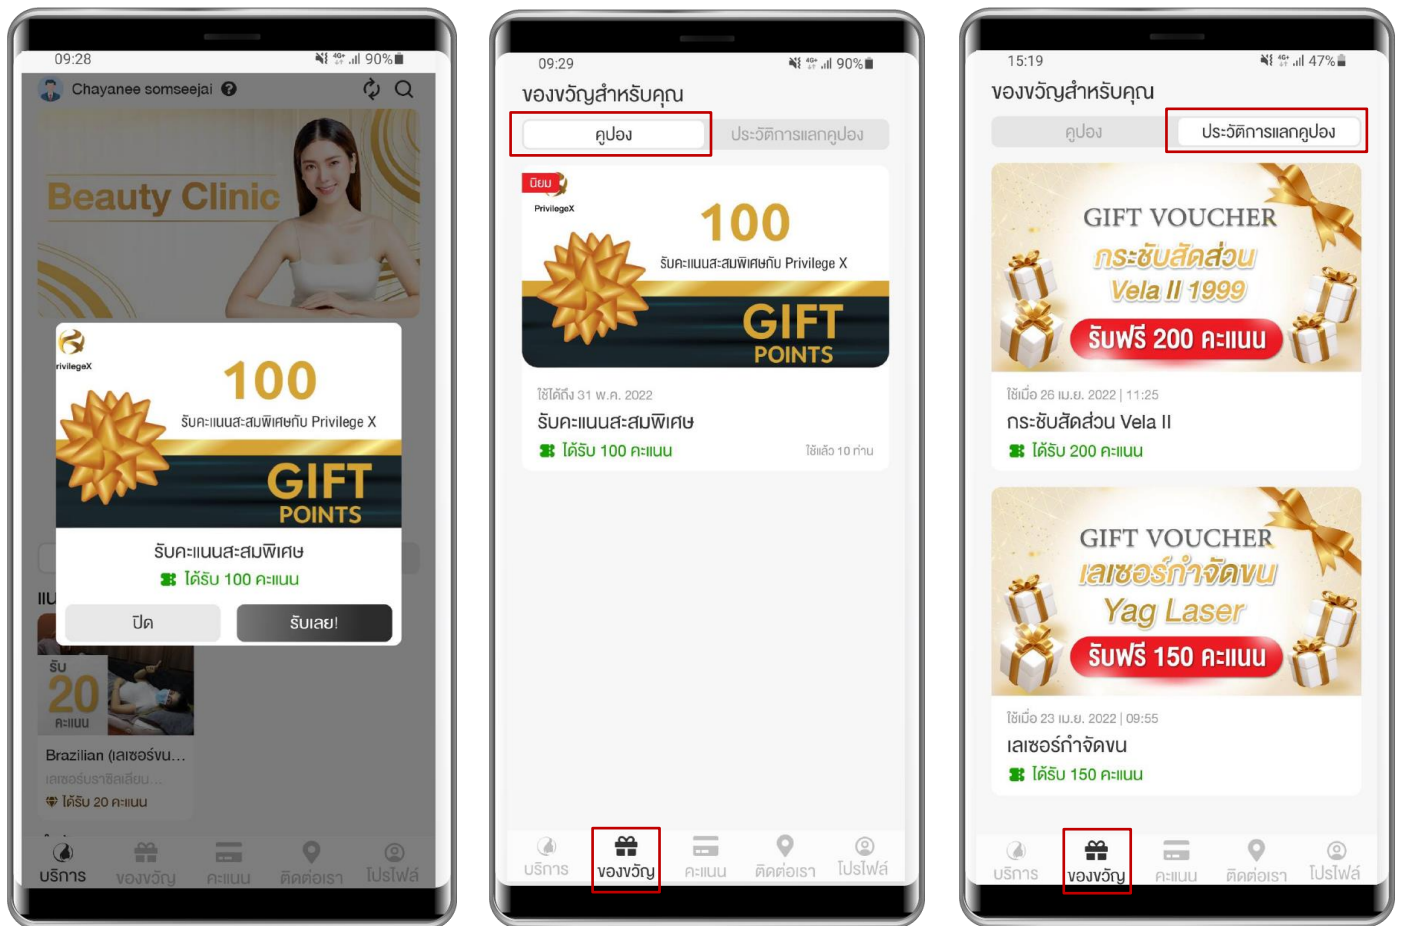 09:28
4G+ 90%
Chayanee somseejai
Beauty Clinic
rivilegeX
100
รับคะแนนสะสมพิเศษกับ Privilege X
GIFT
POINTS
รับคะแนนสะสมพิเศษ
ได้รับ 100 คะแนน
ปิด
รับเลย!
รับ
20
คะแนน
Brazilian (เลเซอร์ขน...
เลเซอร์บราซิลเลียน...
ได้รับ 20 คะแนน
บริการ
ของขวัญ
คะแนน
ติดต่อเรา
โปรไฟล์
09:29
4G+ 90%
ของขวัญสำหรับคุณ
คูปอง
ประวัติการแลกคูปอง
นิยม
PrivilegeX
100
รับคะแนนสะสมพิเศษกับ Privilege X
GIFT
POINTS
ใช้ได้ถึง 31 พ.ค. 2022
รับคะแนนสะสมพิเศษ
ได้รับ 100 คะแนน
ใช้แล้ว 10 ท่าน
บริการ
ของขวัญ
คะแนน
ติดต่อเรา
โปรไฟล์
15:19
4G+ 47%
ของขวัญสำหรับคุณ
คูปอง
ประวัติการแลกคูปอง
GIFT VOUCHER
กระชับสัดส่วน
Vela II 1999
รับฟรี 200 คะแนน
ใช้เมื่อ 26 เม.ย. 2022 | 11:25
กระชับสัดส่วน Vela II
ได้รับ 200 คะแนน
GIFT VOUCHER
เลเซอร์กำจัดขน
Yag Laser
รับฟรี 150 คะแนน
ใช้เมื่อ 23 เม.ย. 2022 | 09:55
เลเซอร์กำจัดขน
ได้รับ 150 คะแนน
บริการ
ของขวัญ
คะแนน
ติดต่อเรา
โปรไฟล์